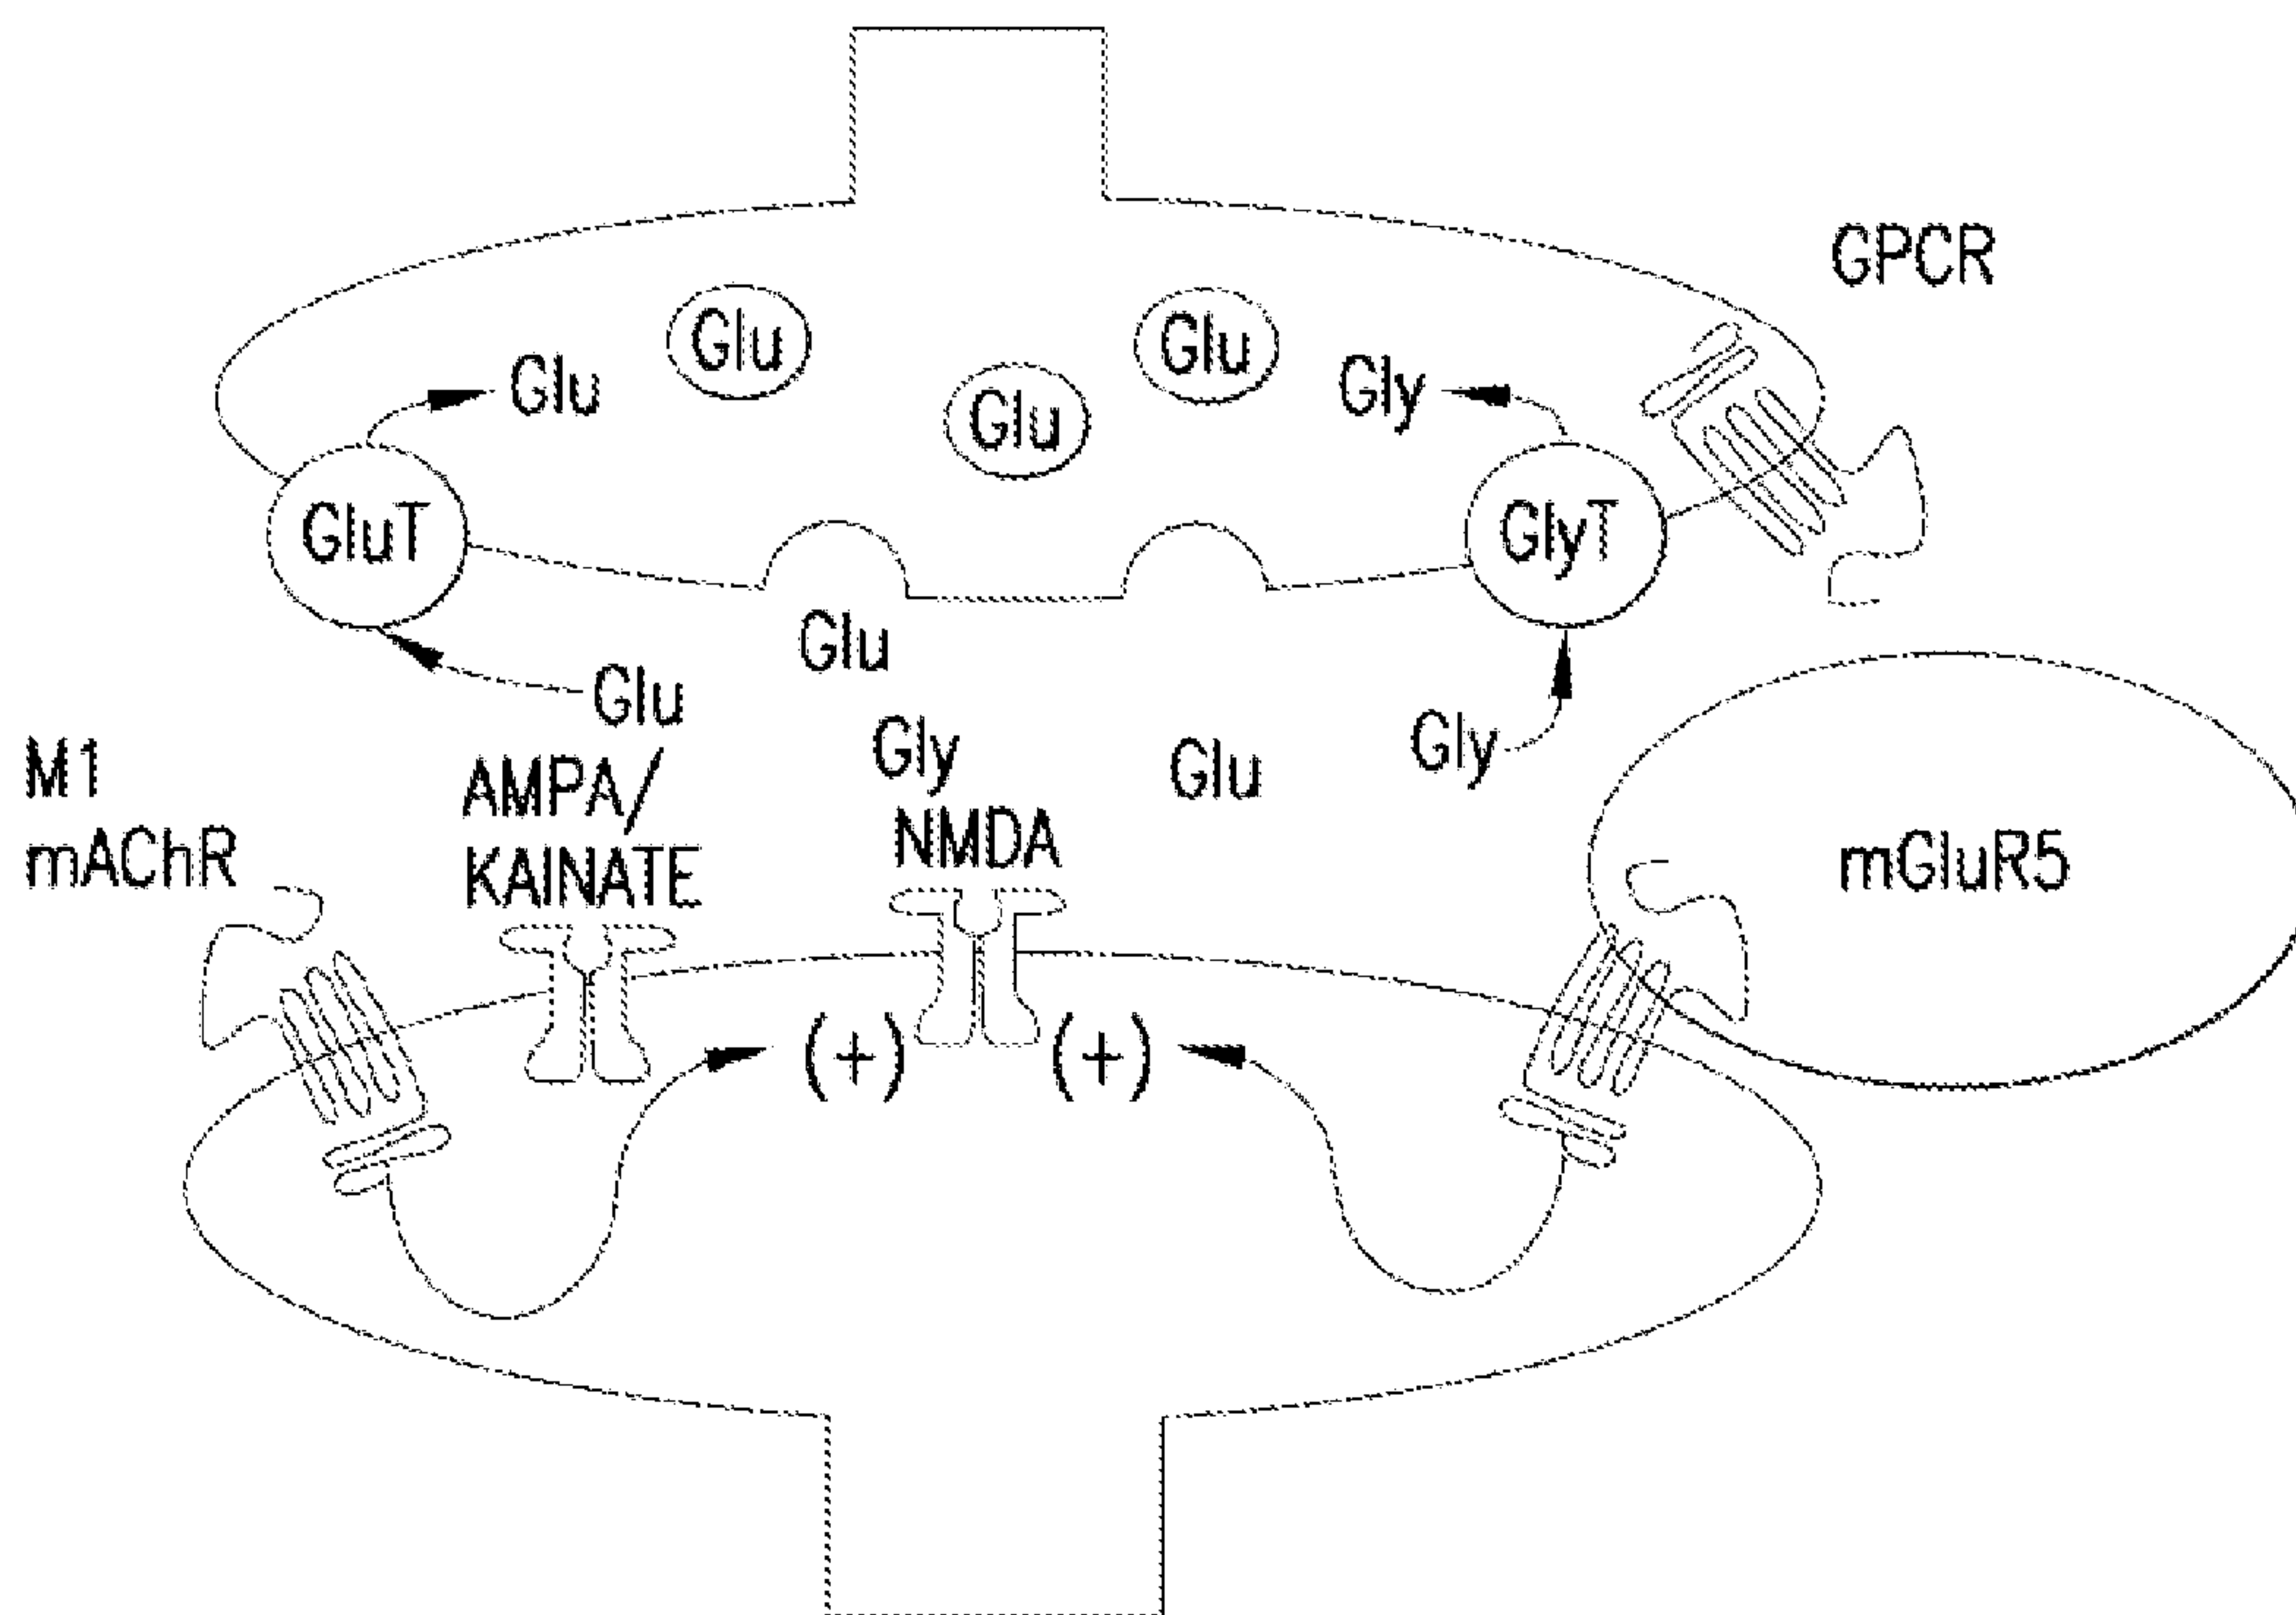 GPCR
Glu
Glu
Glu
Glu
Gly
GluT
GlyT
Glu
Glu
Gly
Glu
Gly
M1
mAChR
AMPA/
KAINATE
NMDA
mGluR5
(+)
(+)